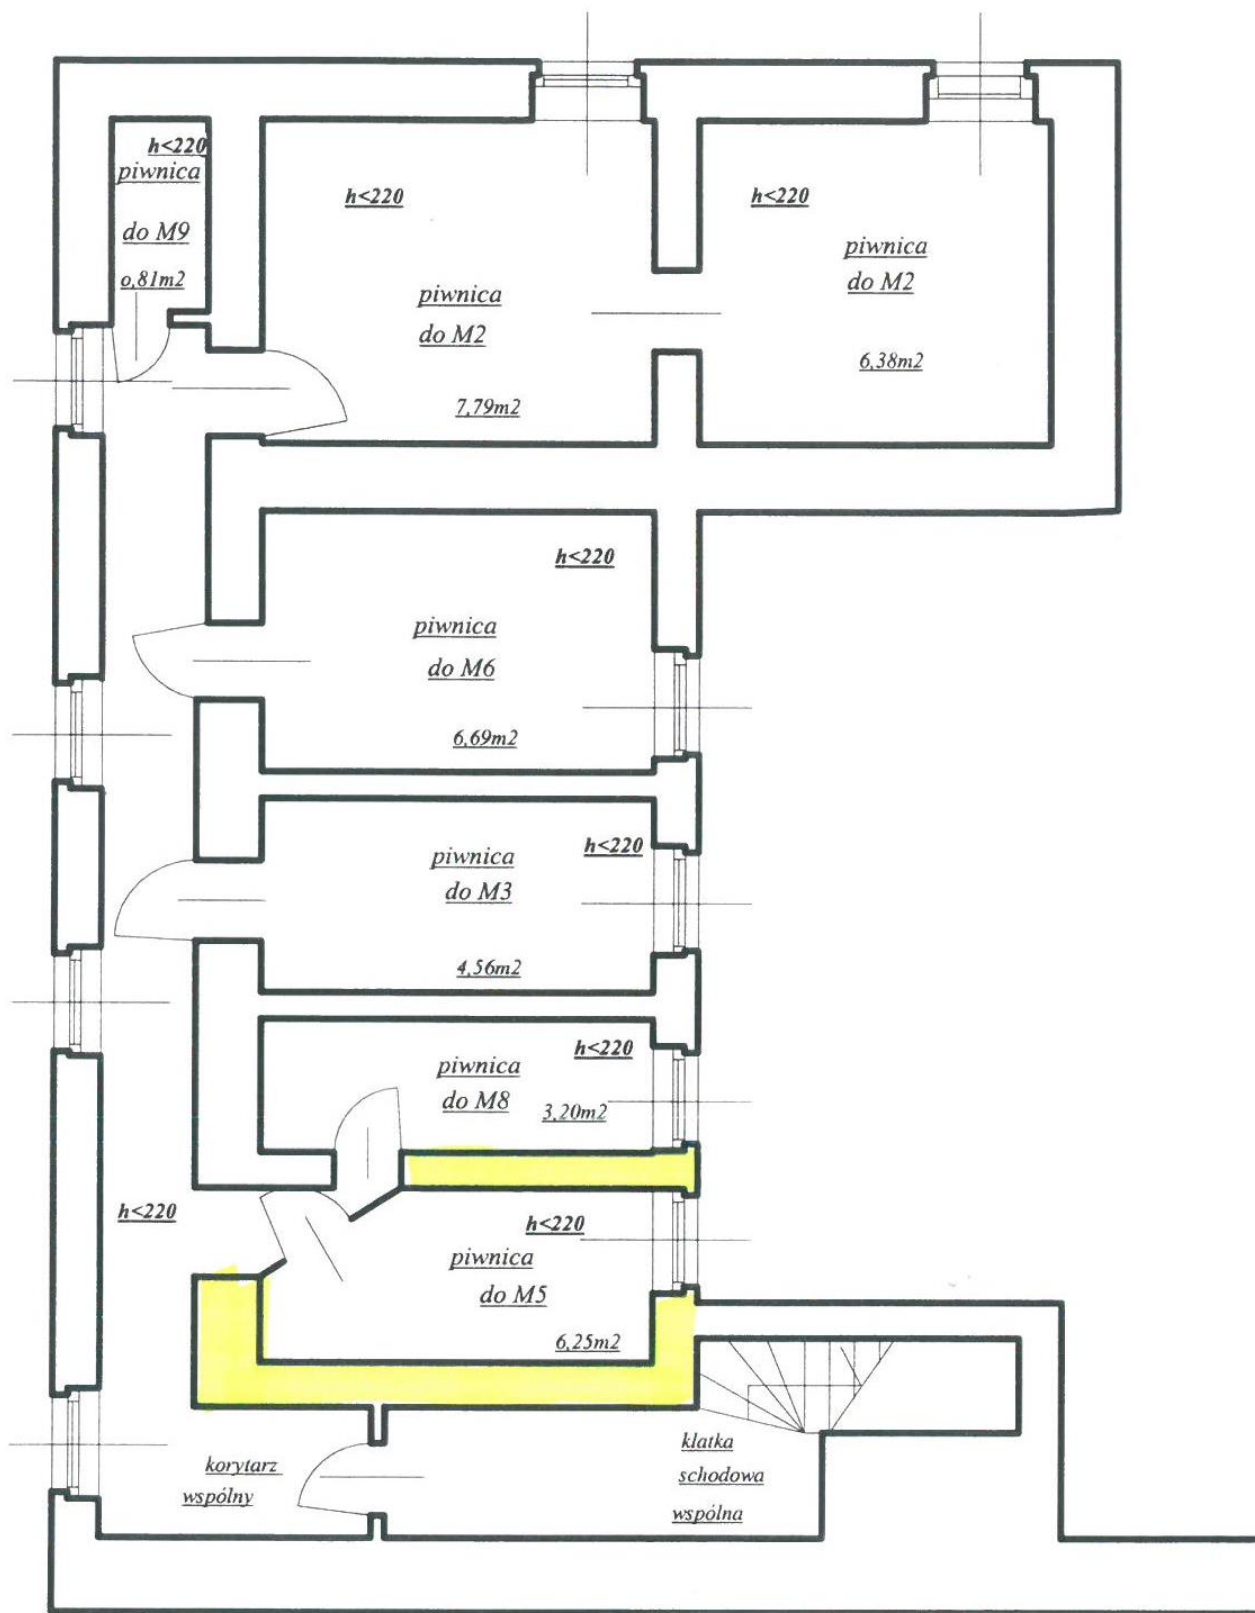 h<220
piwnica
do M9
0,81m2
h<220
piwnica
do M2
7,79m2
h<220
piwnica
do M2
6,38m2
h<220
piwnica
do M6
6,69m2
h<220
piwnica
do M3
4,56m2
h<220
piwnica
do M8
3,20m2
h<220
h<220
piwnica
do M5
6,25m2
korytarz
wspólny
klatka
schodowa
wspólna